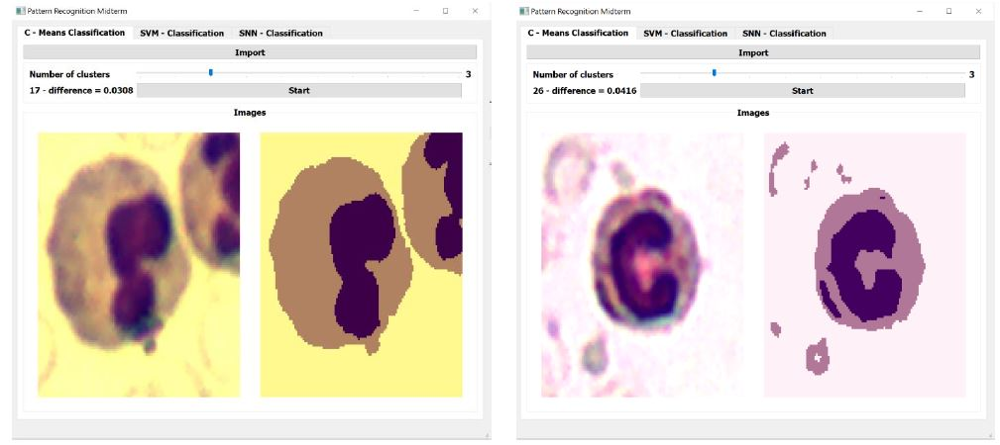 Pattern Recognition Midterm
C - Means Classification SVM - Classification SNN - Classification
Import
Number of clusters 3
17 - difference = 0.0308 Start
Images
Pattern Recognition Midterm
C - Means Classification SVM - Classification SNN - Classification
Import
Number of clusters 3
26 - difference = 0.0416 Start
Images